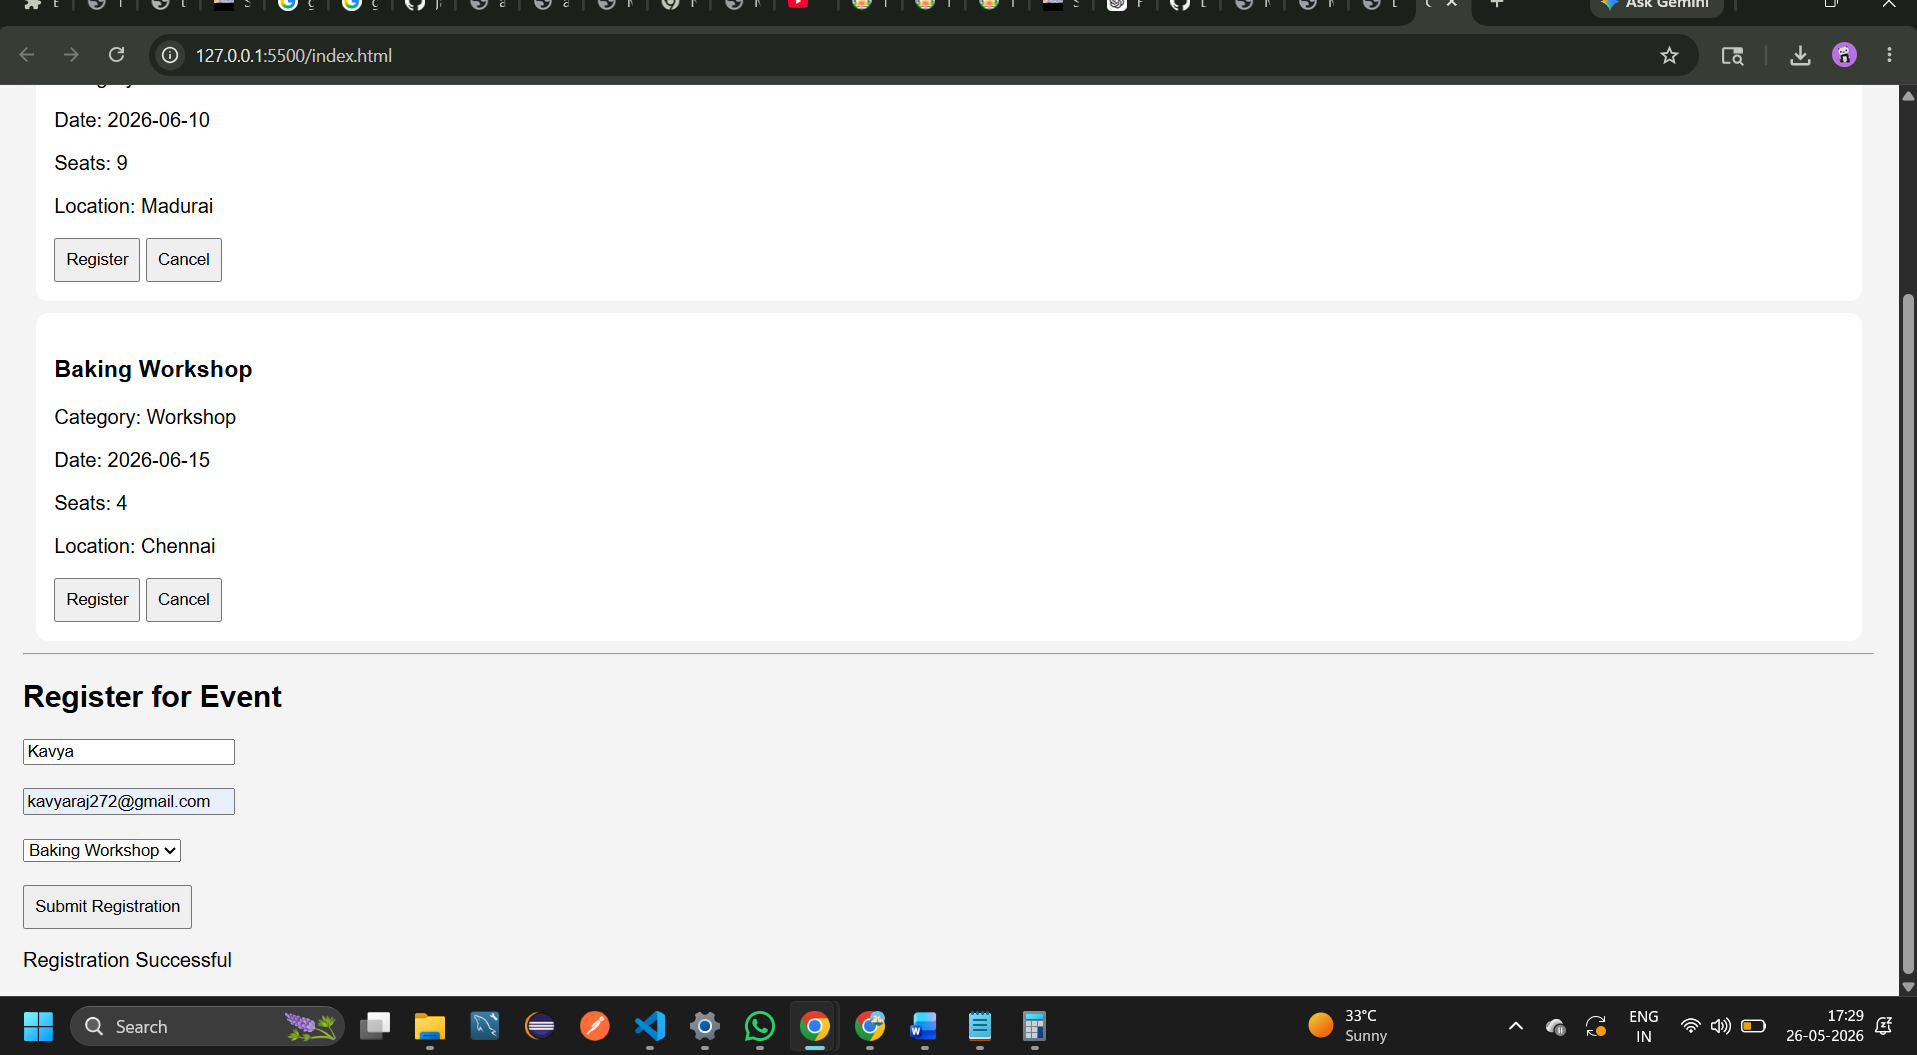 Ask Gemini
127.0.0.1:5500/index.html
Date: 2026-06-10
Seats: 9
Location: Madurai
Register Cancel
Baking Workshop
Category: Workshop
Date: 2026-06-15
Seats: 4
Location: Chennai
Register Cancel
Register for Event
Kavya
kavyaraj272@gmail.com
Baking Workshop
Submit Registration
Registration Successful
Search
33°C
Sunny
ENG
IN
17:29
26-05-2026